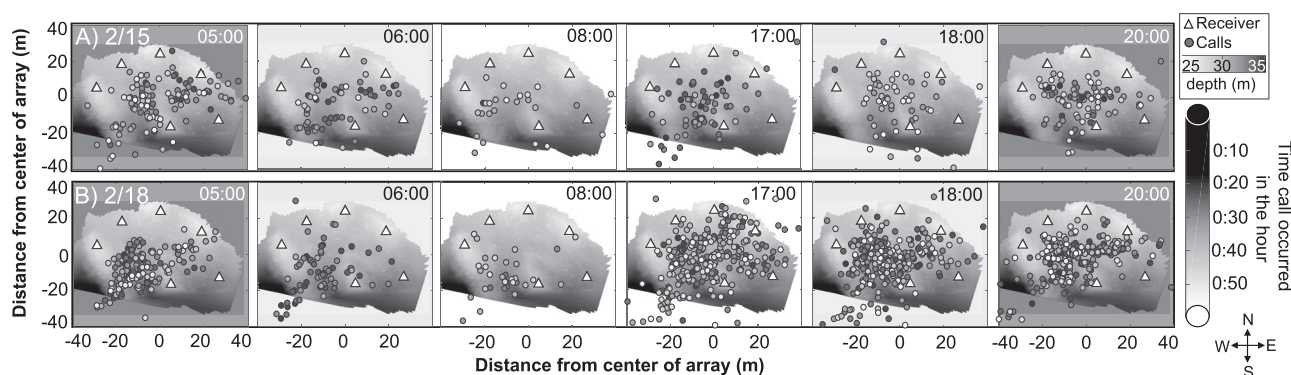 A) 2/15 05:00 06:00 08:00 17:00 18:00 20:00
B) 2/18 05:00 06:00 08:00 17:00 18:00 20:00
Distance from center of array (m)
40
20
0
-20
-40
40
20
0
-20
-40
-20 0 20 40
-20 0 20
-20 0 20
-20 0 20
-20 0 20
-40 -20 0 20 40
Distance from center of array (m)
Receiver
Calls
25 30 35
depth (m)
0:10
0:20
0:30
0:40
0:50
Time call occurred
in the hour
N
W E
S